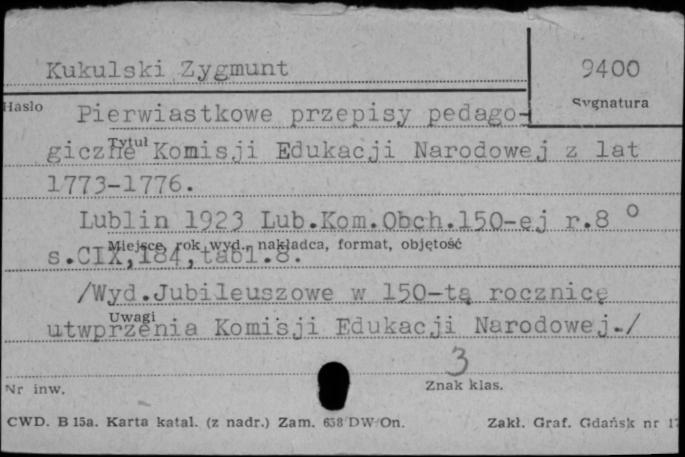 Kukulski Zygmunt
9400
Hasło
Sygnatura
Pierwiastkowe przepisy pedago-
Tytuł
giczne Komisji Edukacji Narodowej z lat
1773-1776.
Lublin 1923 Lub.Kom.Obch.150-ej r.8 °
Miejsce, rok wyd., nakładca, format, objętość
s.CIX,184,tabl.8.
/Wyd.Jubileuszowe w 150-tą rocznicę
Uwagi
utwprzenia Komisji Edukacji Narodowej./
3
Nr inw.
Znak klas.
CWD. B 15a. Karta katal. (z nadr.) Zam. 658 DW On.
Zakł. Graf. Gdańsk nr